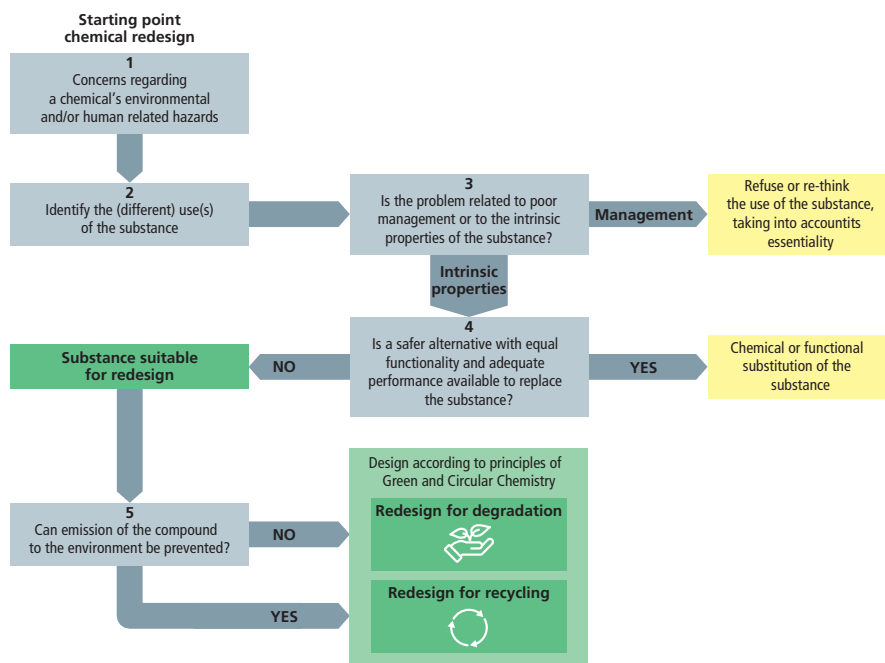 Starting point
chemical redesign
1
Concerns regarding
a chemical's environmental
and/or human related hazards
2
Identify the (different) use(s)
of the substance
3
Is the problem related to poor
management or to the intrinsic
properties of the substance?
Management
Refuse or re-think
the use of the substance,
taking into accountits
essentiality
Intrinsic
properties
4
Is a safer alternative with equal
functionality and adequate
performance available to replace
the substance?
YES
Chemical or functional
substitution of the
substance
NO
Substance suitable
for redesign
5
Can emission of the compound
to the environment be prevented?
NO
YES
Design according to principles of
Green and Circular Chemistry
Redesign for degradation
Redesign for recycling